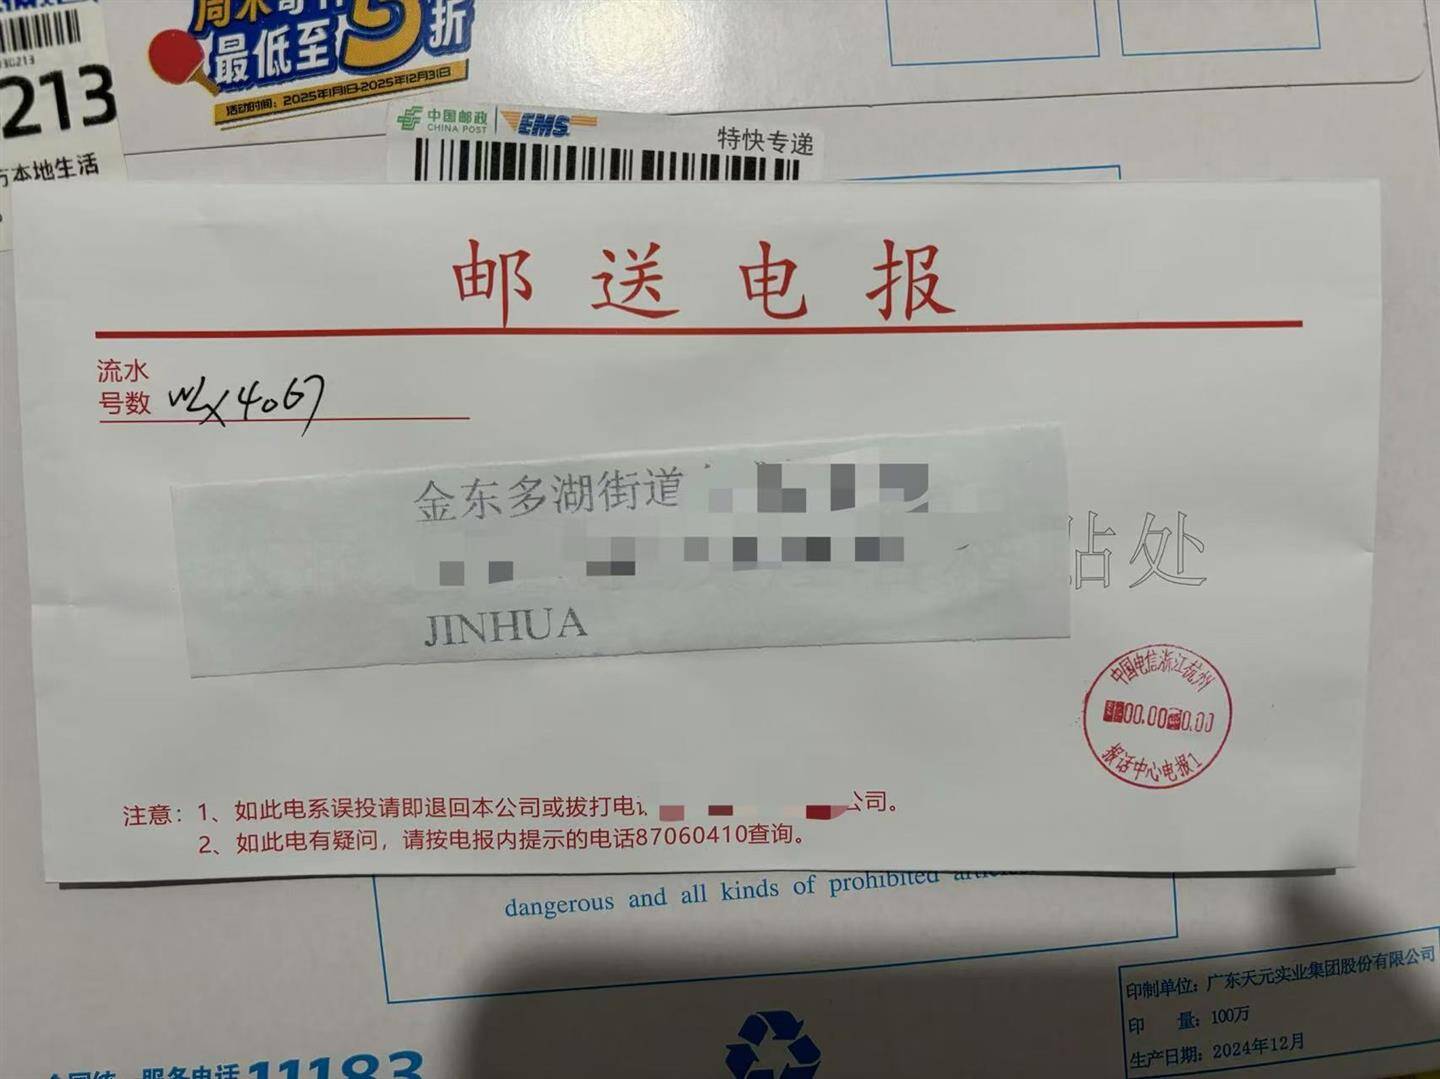 213
最低至5折
活动时间：2025年1月1日-2025年12月31日
本地生活
中国邮政
CHINA POST
EMS
特快专递
邮送电报
流水
号数 WLX4067
金东多湖街道
JINHUA
贴处
中国电信浙江杭州
00.00
0.00
报话中心电报1
注意：1、如此电系误投请即退回本公司或拔打电
公司。
2、如此电有疑问，请按电报内提示的电话87060410查询。
dangerous and all kinds of prohibited
印制单位：广东天元实业集团股份有限公司
印　量：100万
生产日期：2024年12月
服务电话11183